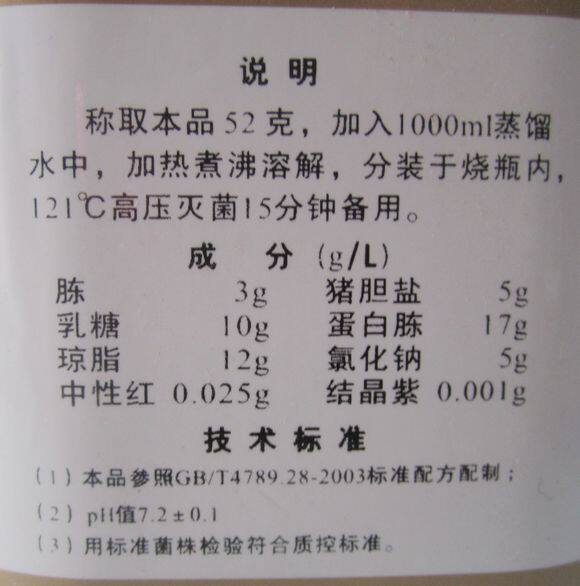 说明
称取本品52克，加入1000ml蒸馏
水中，加热煮沸溶解，分装于烧瓶内，
121℃高压灭菌15分钟备用。
成 分 (g/L)
胨 3g 猪胆盐 5g
乳糖 10g 蛋白胨 17g
琼脂 12g 氯化钠 5g
中性红 0.025g 结晶紫 0.001g
技术标准
(1) 本品参照GB/T4789.28-2003标准配方配制；
(2) pH值7.2±0.1
(3) 用标准菌株检验符合质控标准。